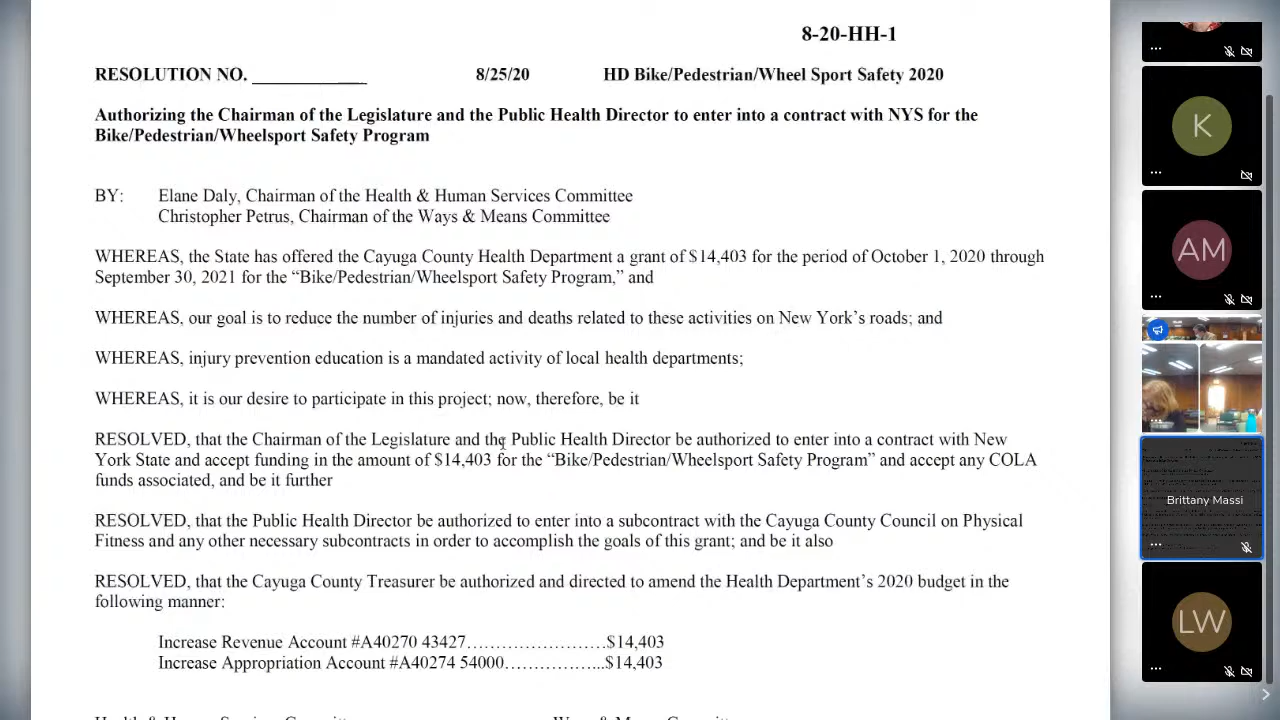 8-20-HH-1
RESOLUTION NO. ____________ 8/25/20 HD Bike/Pedestrian/Wheel Sport Safety 2020
Authorizing the Chairman of the Legislature and the Public Health Director to enter into a contract with NYS for the
Bike/Pedestrian/Wheelsport Safety Program
BY: Elane Daly, Chairman of the Health & Human Services Committee
Christopher Petrus, Chairman of the Ways & Means Committee
WHEREAS, the State has offered the Cayuga County Health Department a grant of $14,403 for the period of October 1, 2020 through
September 30, 2021 for the “Bike/Pedestrian/Wheelsport Safety Program,” and
WHEREAS, our goal is to reduce the number of injuries and deaths related to these activities on New York’s roads; and
WHEREAS, injury prevention education is a mandated activity of local health departments;
WHEREAS, it is our desire to participate in this project; now, therefore, be it
RESOLVED, that the Chairman of the Legislature and the Public Health Director be authorized to enter into a contract with New
York State and accept funding in the amount of $14,403 for the “Bike/Pedestrian/Wheelsport Safety Program” and accept any COLA
funds associated, and be it further
RESOLVED, that the Public Health Director be authorized to enter into a subcontract with the Cayuga County Council on Physical
Fitness and any other necessary subcontracts in order to accomplish the goals of this grant; and be it also
RESOLVED, that the Cayuga County Treasurer be authorized and directed to amend the Health Department’s 2020 budget in the
following manner:
Increase Revenue Account #A40270 43427……………………$14,403
Increase Appropriation Account #A40274 54000……………...$14,403
K
AM
Brittany Massi
LW